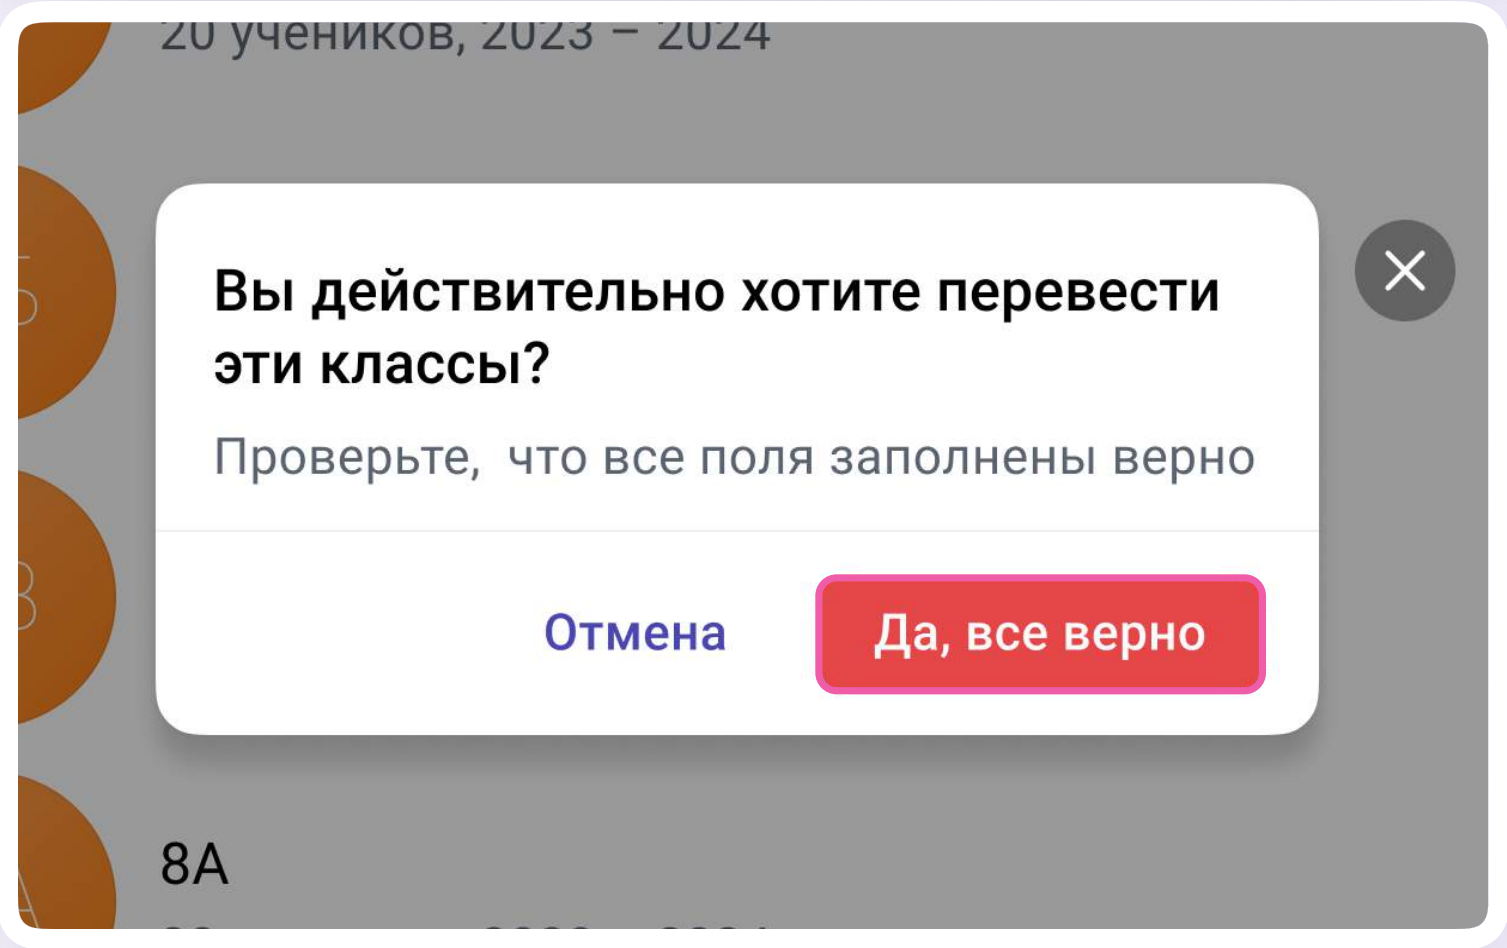 20 учеников, 2023 – 2024
Вы действительно хотите перевести
эти классы?
Проверьте, что все поля заполнены верно
Отмена
Да, все верно
8А